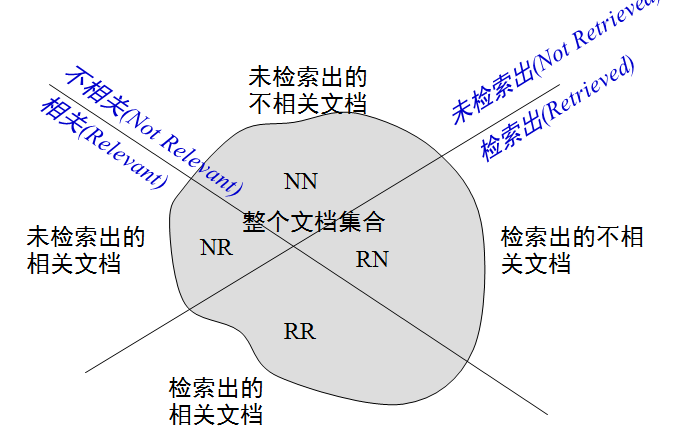 未检索出的
不相关文档
不相关(Not Relevant)
相关(Relevant)
未检索出(Not Retrieved)
检索出(Retrieved)
NN
整个文档集合
NR
RN
RR
未检索出的
相关文档
检索出的不相
关文档
检索出的
相关文档